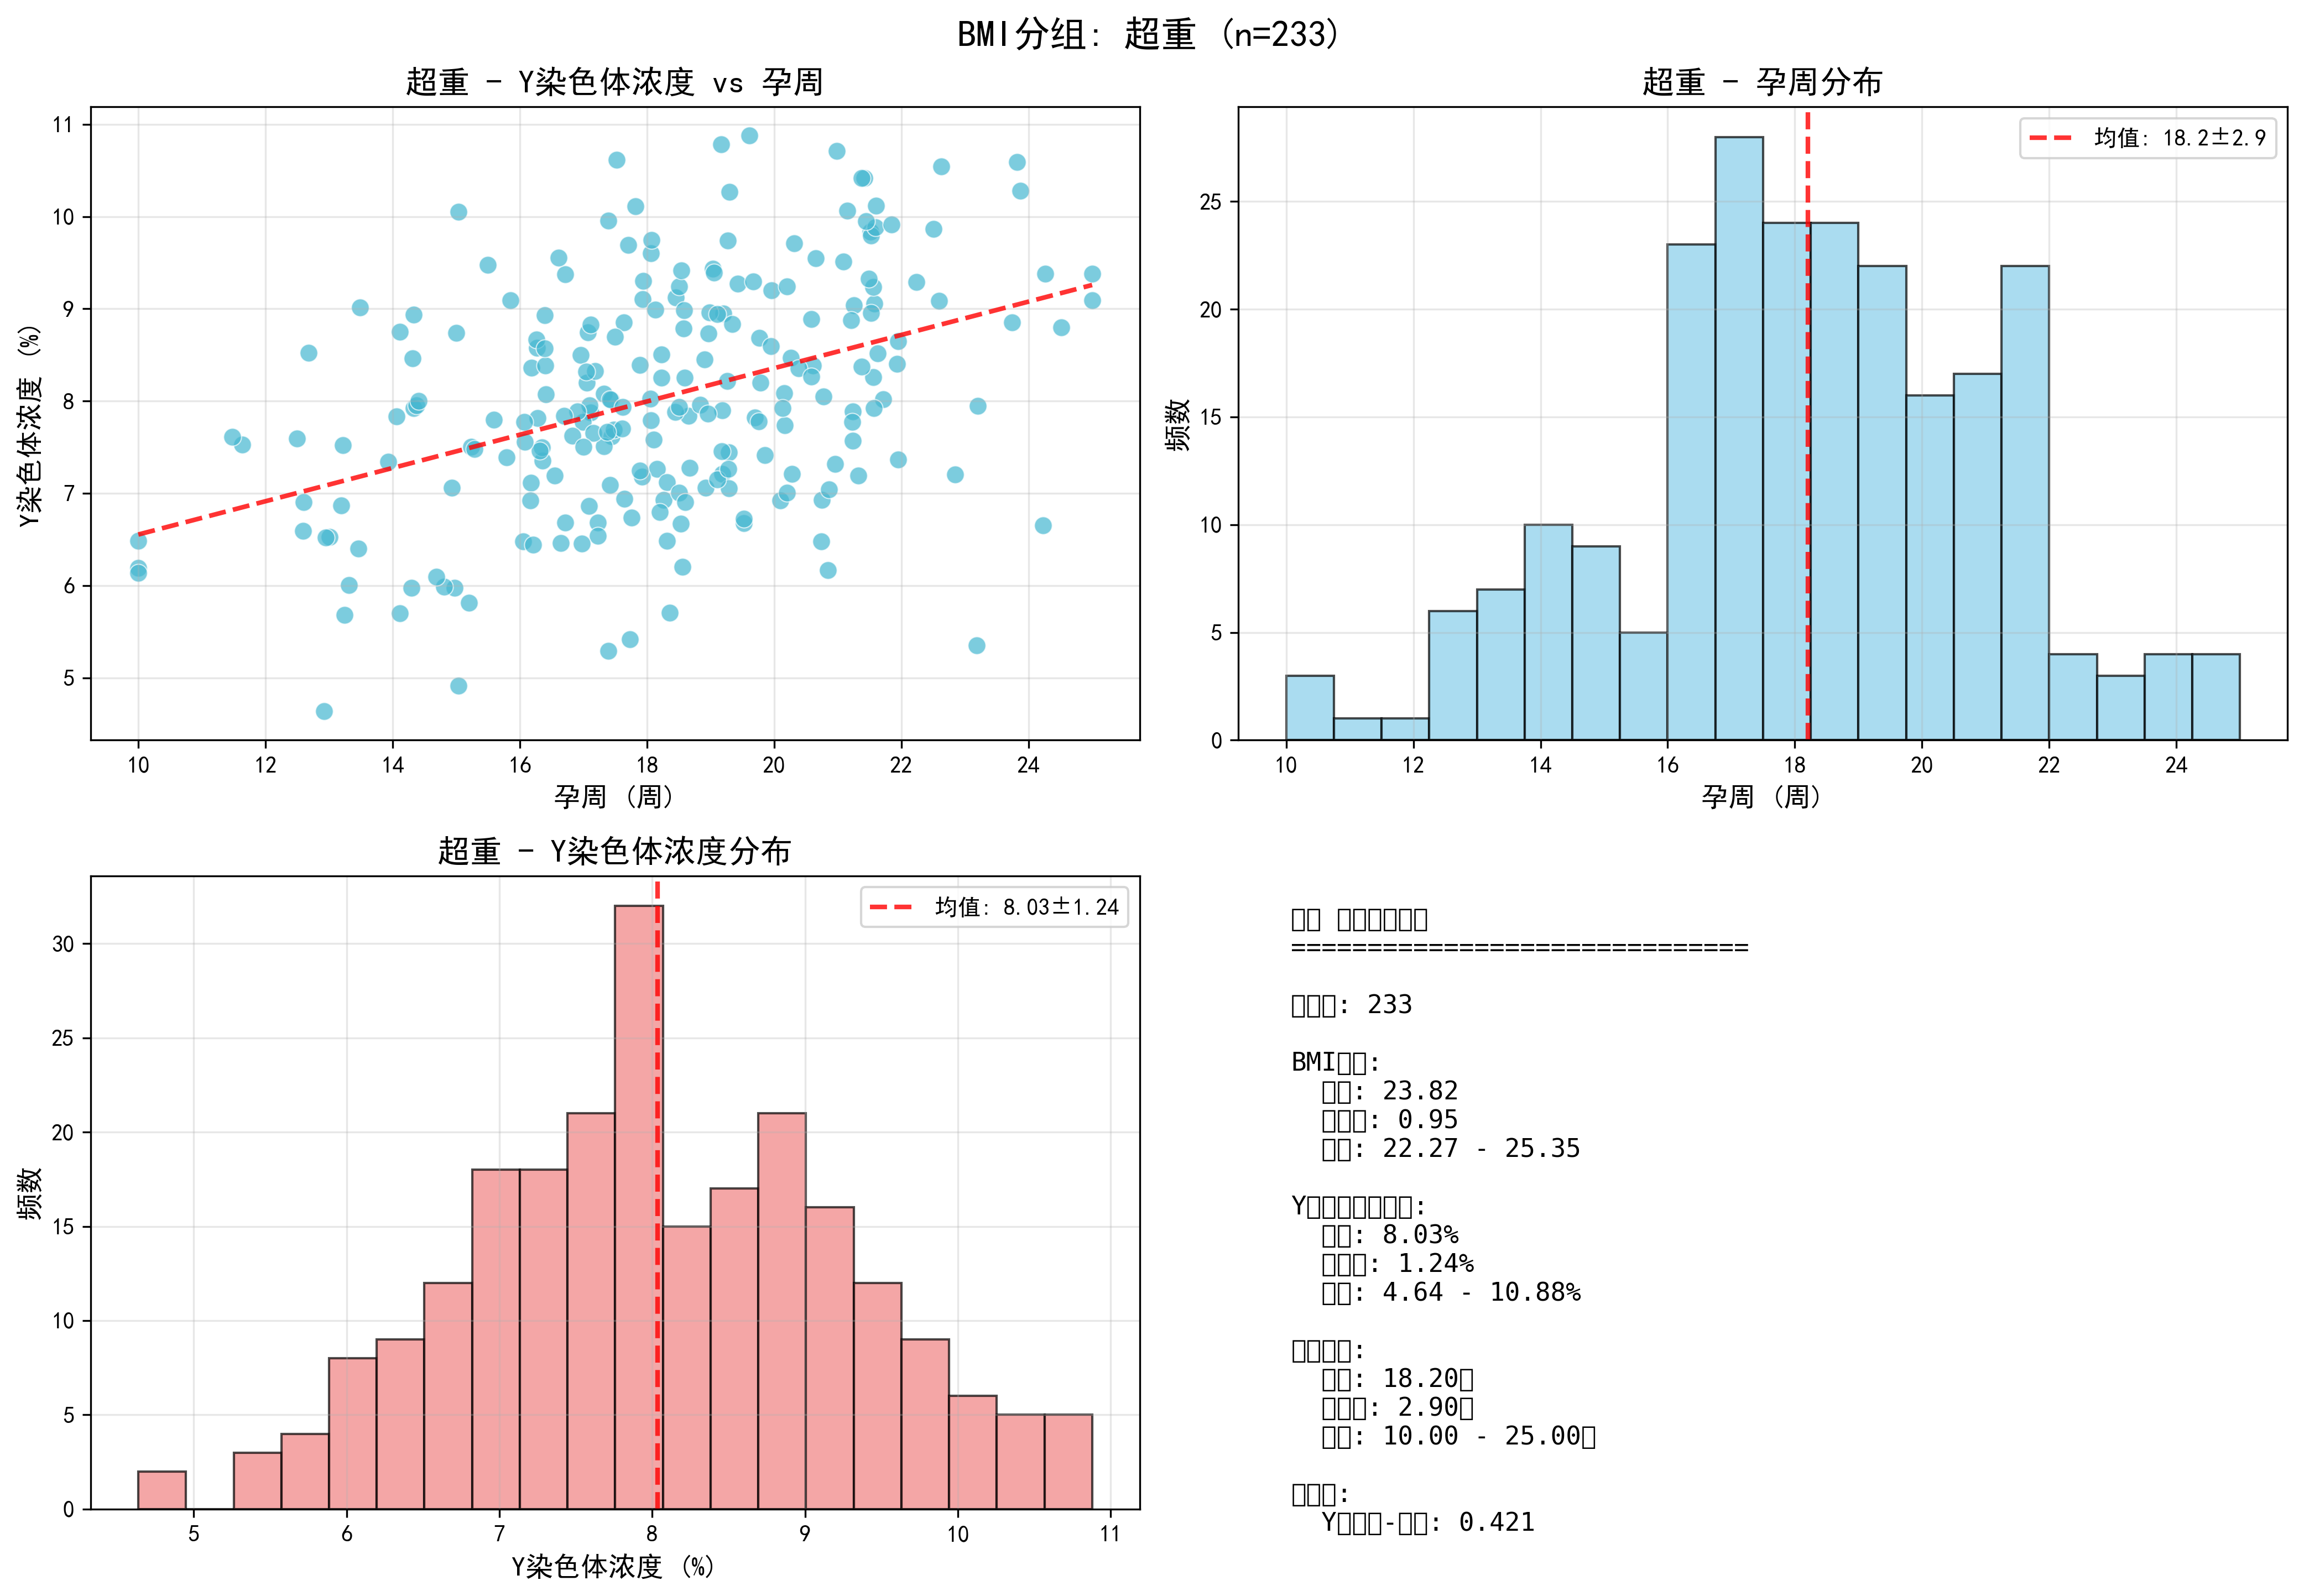 BMI分组: 超重 (n=233)
超重 - Y染色体浓度 vs 孕周
Y染色体浓度 (%)
11
10
9
8
7
6
5
10 12 14 16 18 20 22 24
孕周 (周)
超重 - 孕周分布
均值: 18.2±2.9
频数
25
20
15
10
5
0
10 12 14 16 18 20 22 24
孕周 (周)
超重 - Y染色体浓度分布
均值: 8.03±1.24
频数
30
25
20
15
10
5
0
5 6 7 8 9 10 11
Y染色体浓度 (%)
□□ □□□□□□
==============================
□□□: 233
BMI□□:
□□: 23.82
□□□: 0.95
□□: 22.27 - 25.35
Y□□□□□□□:
□□: 8.03%
□□□: 1.24%
□□: 4.64 - 10.88%
□□□□:
□□: 18.20□
□□□: 2.90□
□□: 10.00 - 25.00□
□□□:
Y□□□-□□: 0.421